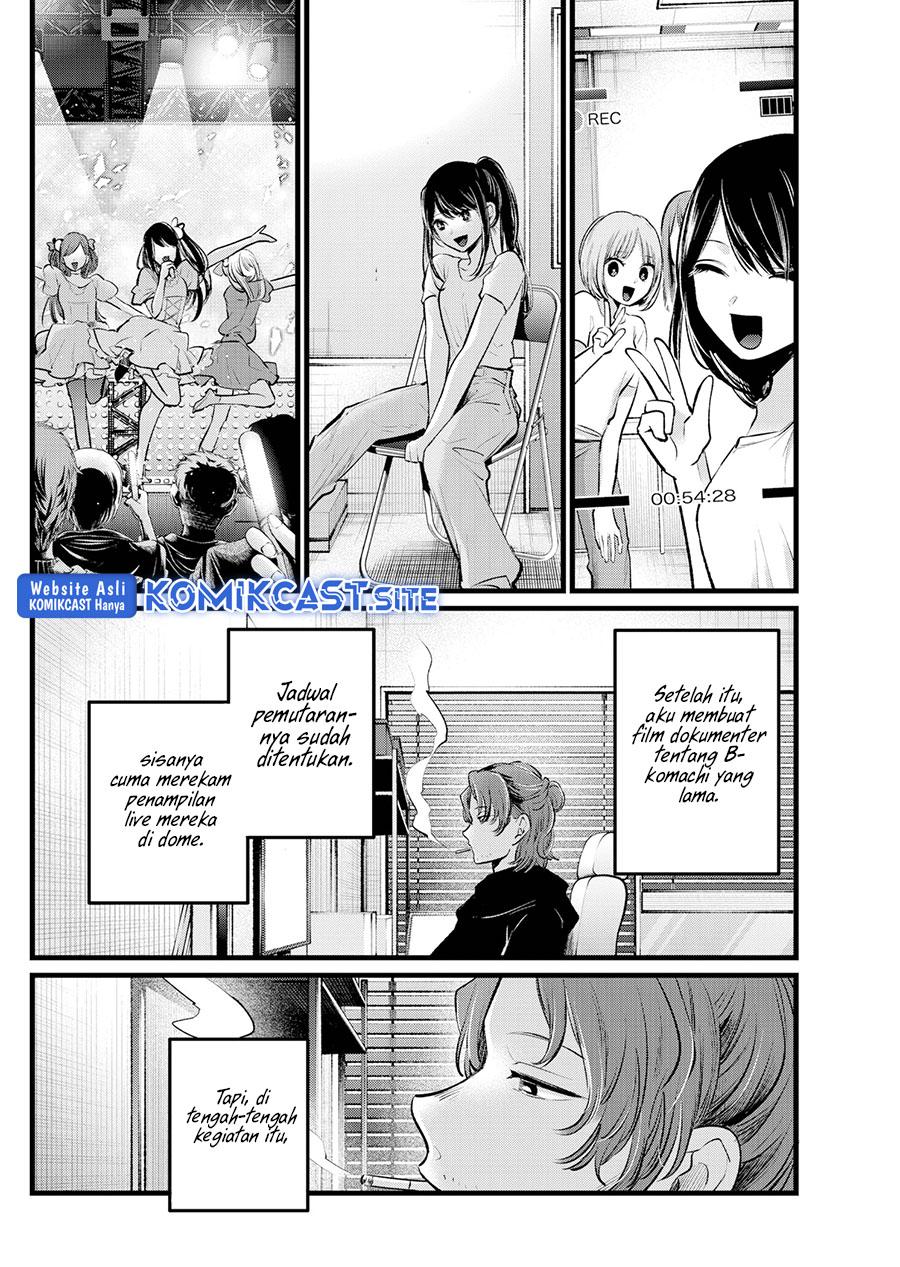 REC
00:54:28
Website Asli
KOMIKCAST Hanya
KOMIKCAST.SITE
Setelah itu,
aku membuat
film dokumenter
tentang B-
komachi yang
lama.
Jadwal
pemutaran-
nya sudah
ditentukan.
sisanya
cuma merekam
penampilan
live mereka
di dome.
Tapi, di
tengah-tengah
kegiatan itu,